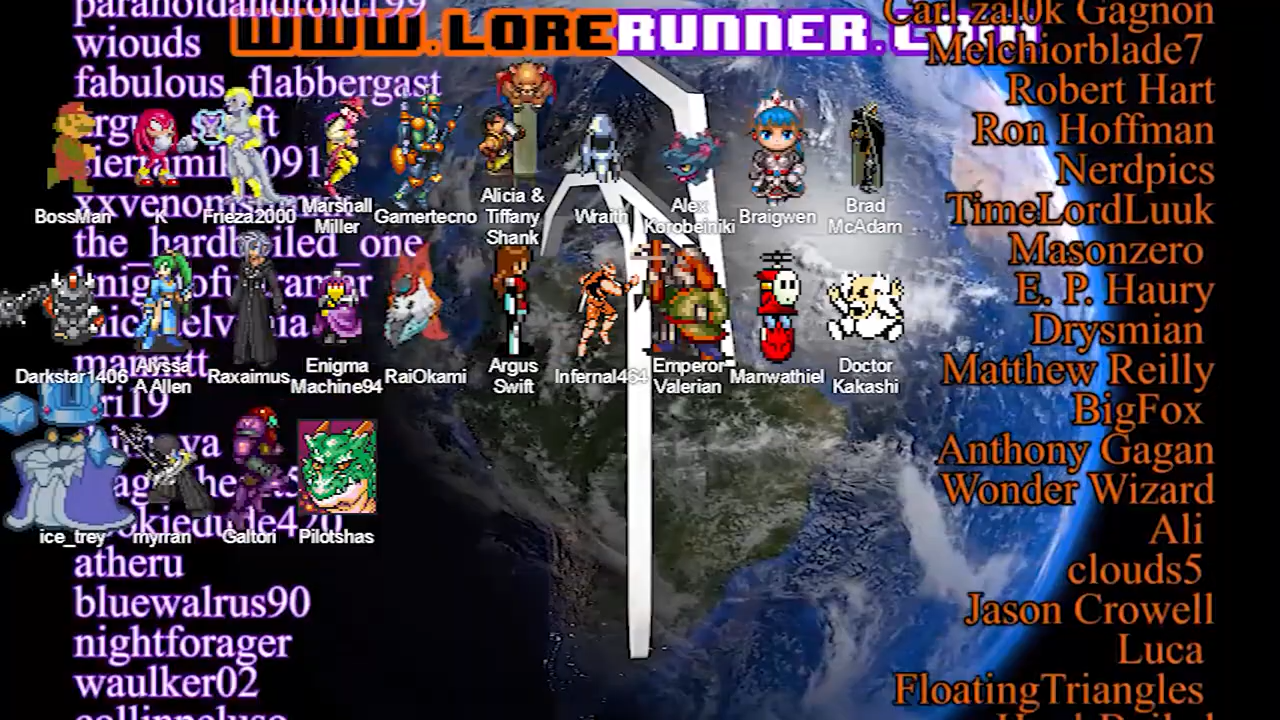 paranoidandroid199
WWW.LORERUNNER.COM
Carl zal0k Gagnon
wiouds
Melchiorblade7
fabulous_flabbergast
Robert Hart
Ron Hoffman
Nerdpics
BossMan
K
Frieza2000
Marshall
Miller
Gamertecno
Alicia &
Tiffany
Shank
Wraith
Alex
Korobeiniki
Braigwen
Brad
McAdam
TimeLordLuuk
the_hardboiled_one
Masonzero
E. P. Haury
Drysmian
Darkstar1406
Alyssa
A Allen
Raxaimus
Enigma
Machine94
RaiOkami
Argus
Swift
Infernal464
Emperor
Valerian
Manwathiel
Doctor
Kakashi
Matthew Reilly
BigFox
Anthony Gagan
Wonder Wizard
ice_trey
myrran
Galtori
Pilotshas
Ali
atheru
clouds5
bluewalrus90
Jason Crowell
nightforager
Luca
waulker02
FloatingTriangles